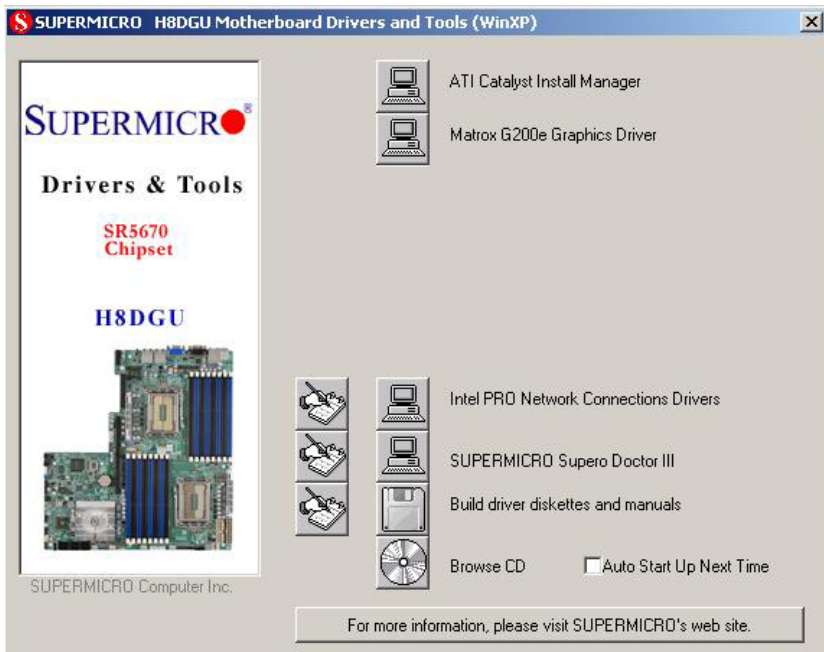 SUPERMICRO H8DGU Motherboard Drivers and Tools (WinXP)
SUPERMICRO®
Drivers & Tools
SR5670
Chipset
H8DGU
SUPERMICRO Computer Inc.
ATI Catalyst Install Manager
Matrox G200e Graphics Driver
Intel PRO Network Connections Drivers
SUPERMICRO Supero Doctor III
Build driver diskettes and manuals
Browse CD
Auto Start Up Next Time
For more information, please visit SUPERMICRO's web site.